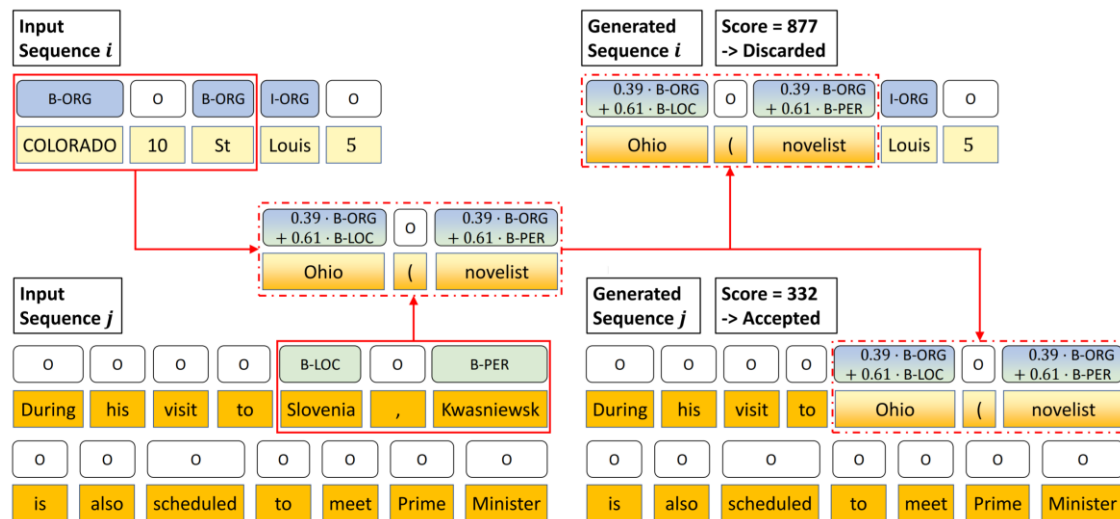 Input
Sequence i
B-ORG O B-ORG I-ORG O
COLORADO 10 St Louis 5
Generated
Sequence i
Score = 877
-> Discarded
0.39 · B-ORG
+ 0.61 · B-LOC
O
0.39 · B-ORG
+ 0.61 · B-PER
I-ORG O
Ohio ( novelist Louis 5
0.39 · B-ORG
+ 0.61 · B-LOC
O
0.39 · B-ORG
+ 0.61 · B-PER
Ohio ( novelist
Input
Sequence j
O O O O B-LOC O B-PER
During his visit to Slovenia , Kwasniewsk
O O O O O O O
is also scheduled to meet Prime Minister
Generated
Sequence j
Score = 332
-> Accepted
O O O O
0.39 · B-ORG
+ 0.61 · B-LOC
O
0.39 · B-ORG
+ 0.61 · B-PER
During his visit to Ohio ( novelist
O O O O O O O
is also scheduled to meet Prime Minister